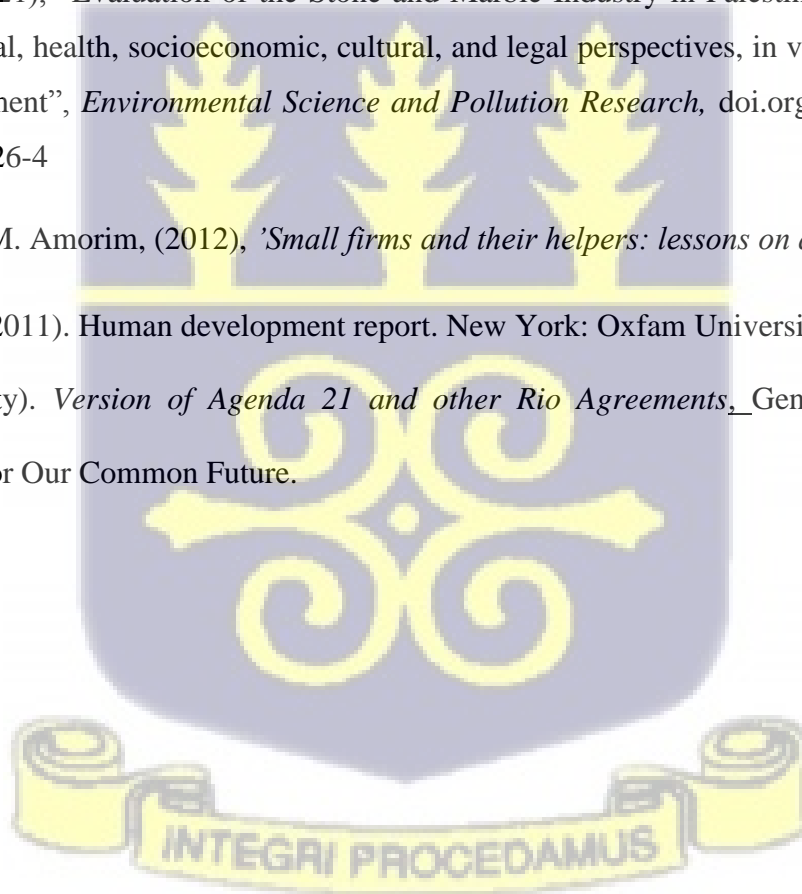 21), “Evaluation of the Stone and Marble Industry in Palestin
al, health, socioeconomic, cultural, and legal perspectives, in v
ment”, Environmental Science and Pollution Research, doi.org
26-4
M. Amorim, (2012), ’Small firms and their helpers: lessons on
2011). Human development report. New York: Oxfam Universi
ty). Version of Agenda 21 and other Rio Agreements, Gen
or Our Common Future.
INTEGRI PROCEDAMUS